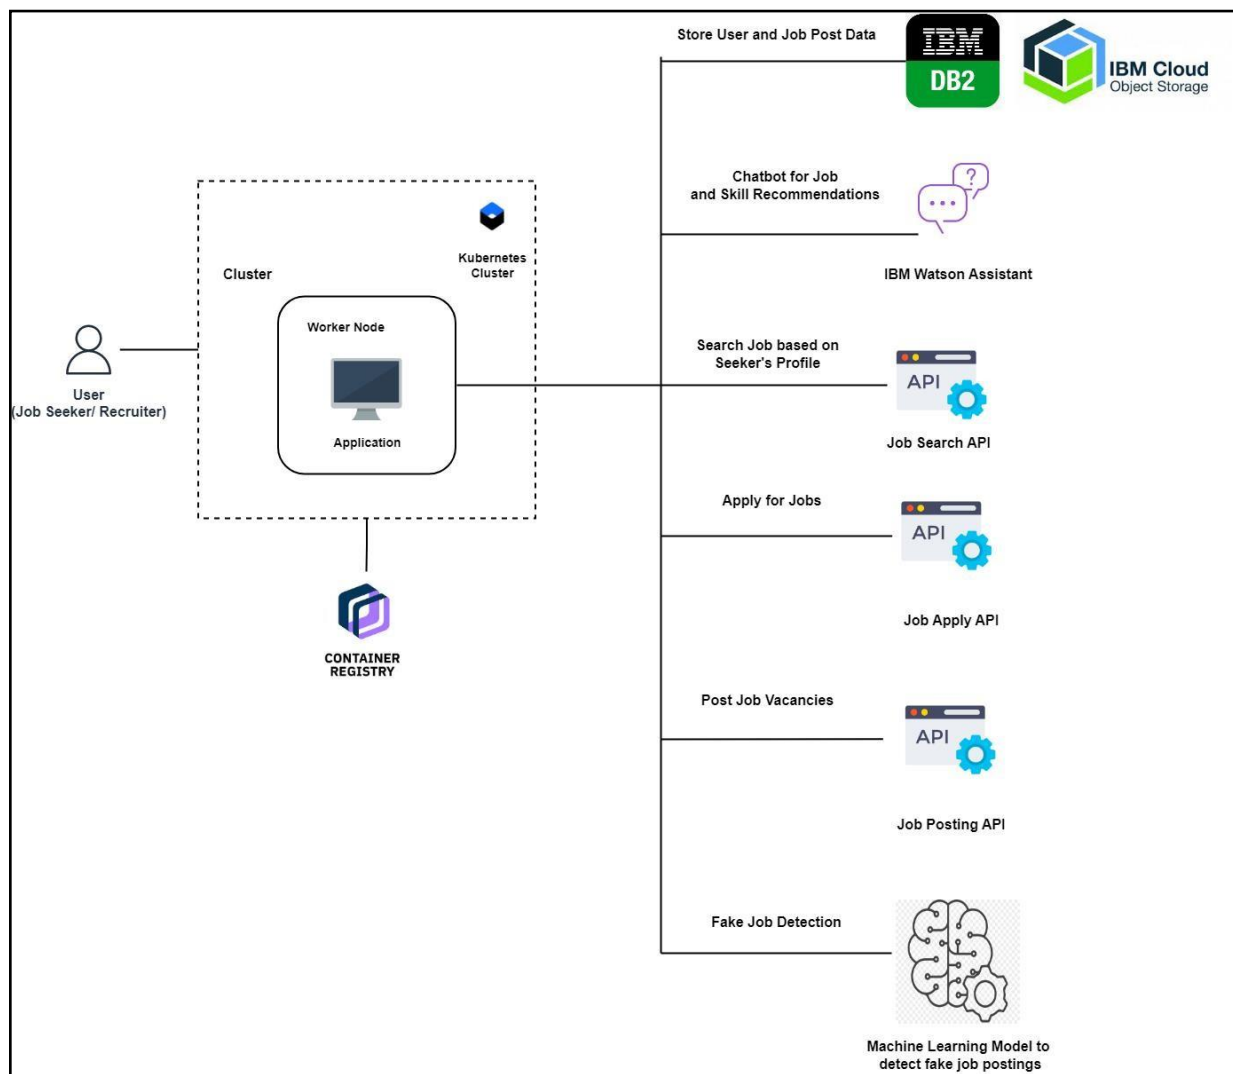 Store User and Job Post Data
IBM
DB2
IBM Cloud
Object Storage
Chatbot for Job
and Skill Recommendations
?
IBM Watson Assistant
Kubernetes
Cluster
Cluster
Worker Node
Application
User
(Job Seeker/ Recruiter)
CONTAINER
REGISTRY
Search Job based on
Seeker's Profile
API
Job Search API
Apply for Jobs
API
Job Apply API
Post Job Vacancies
API
Job Posting API
Fake Job Detection
Machine Learning Model to
detect fake job postings